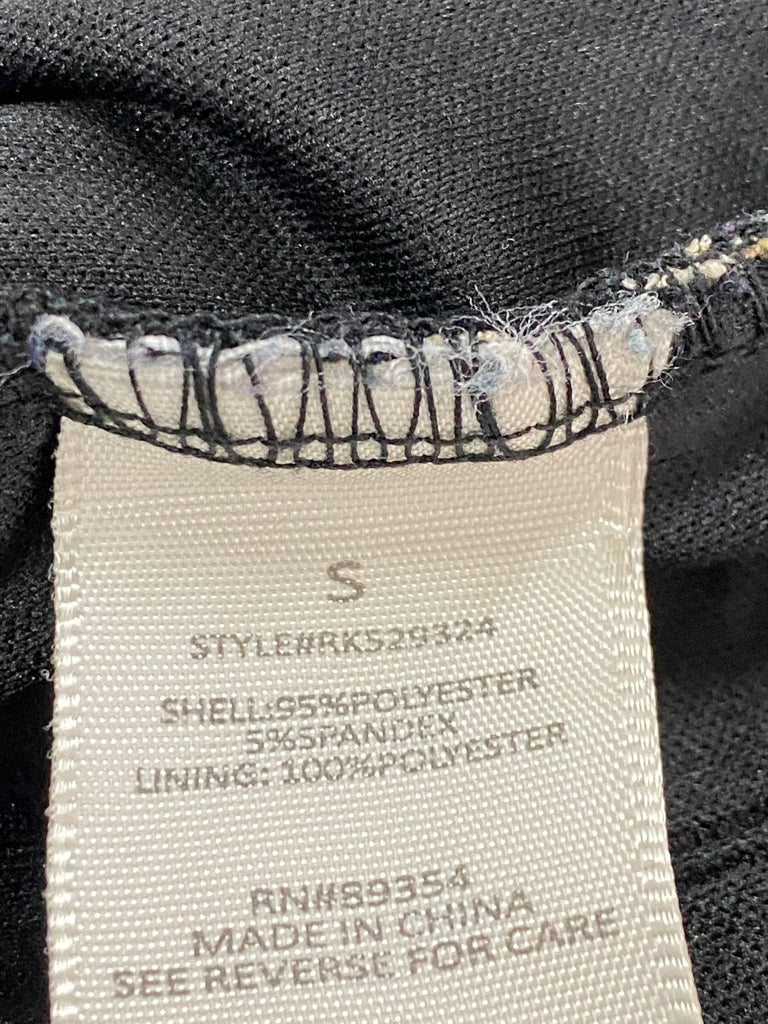 S
STYLE#RK529324
SHELL:95%POLYESTER
5%SPANDEX
LINING: 100%POLYESTER
RN#89354
MADE IN CHINA
SEE REVERSE FOR CARE